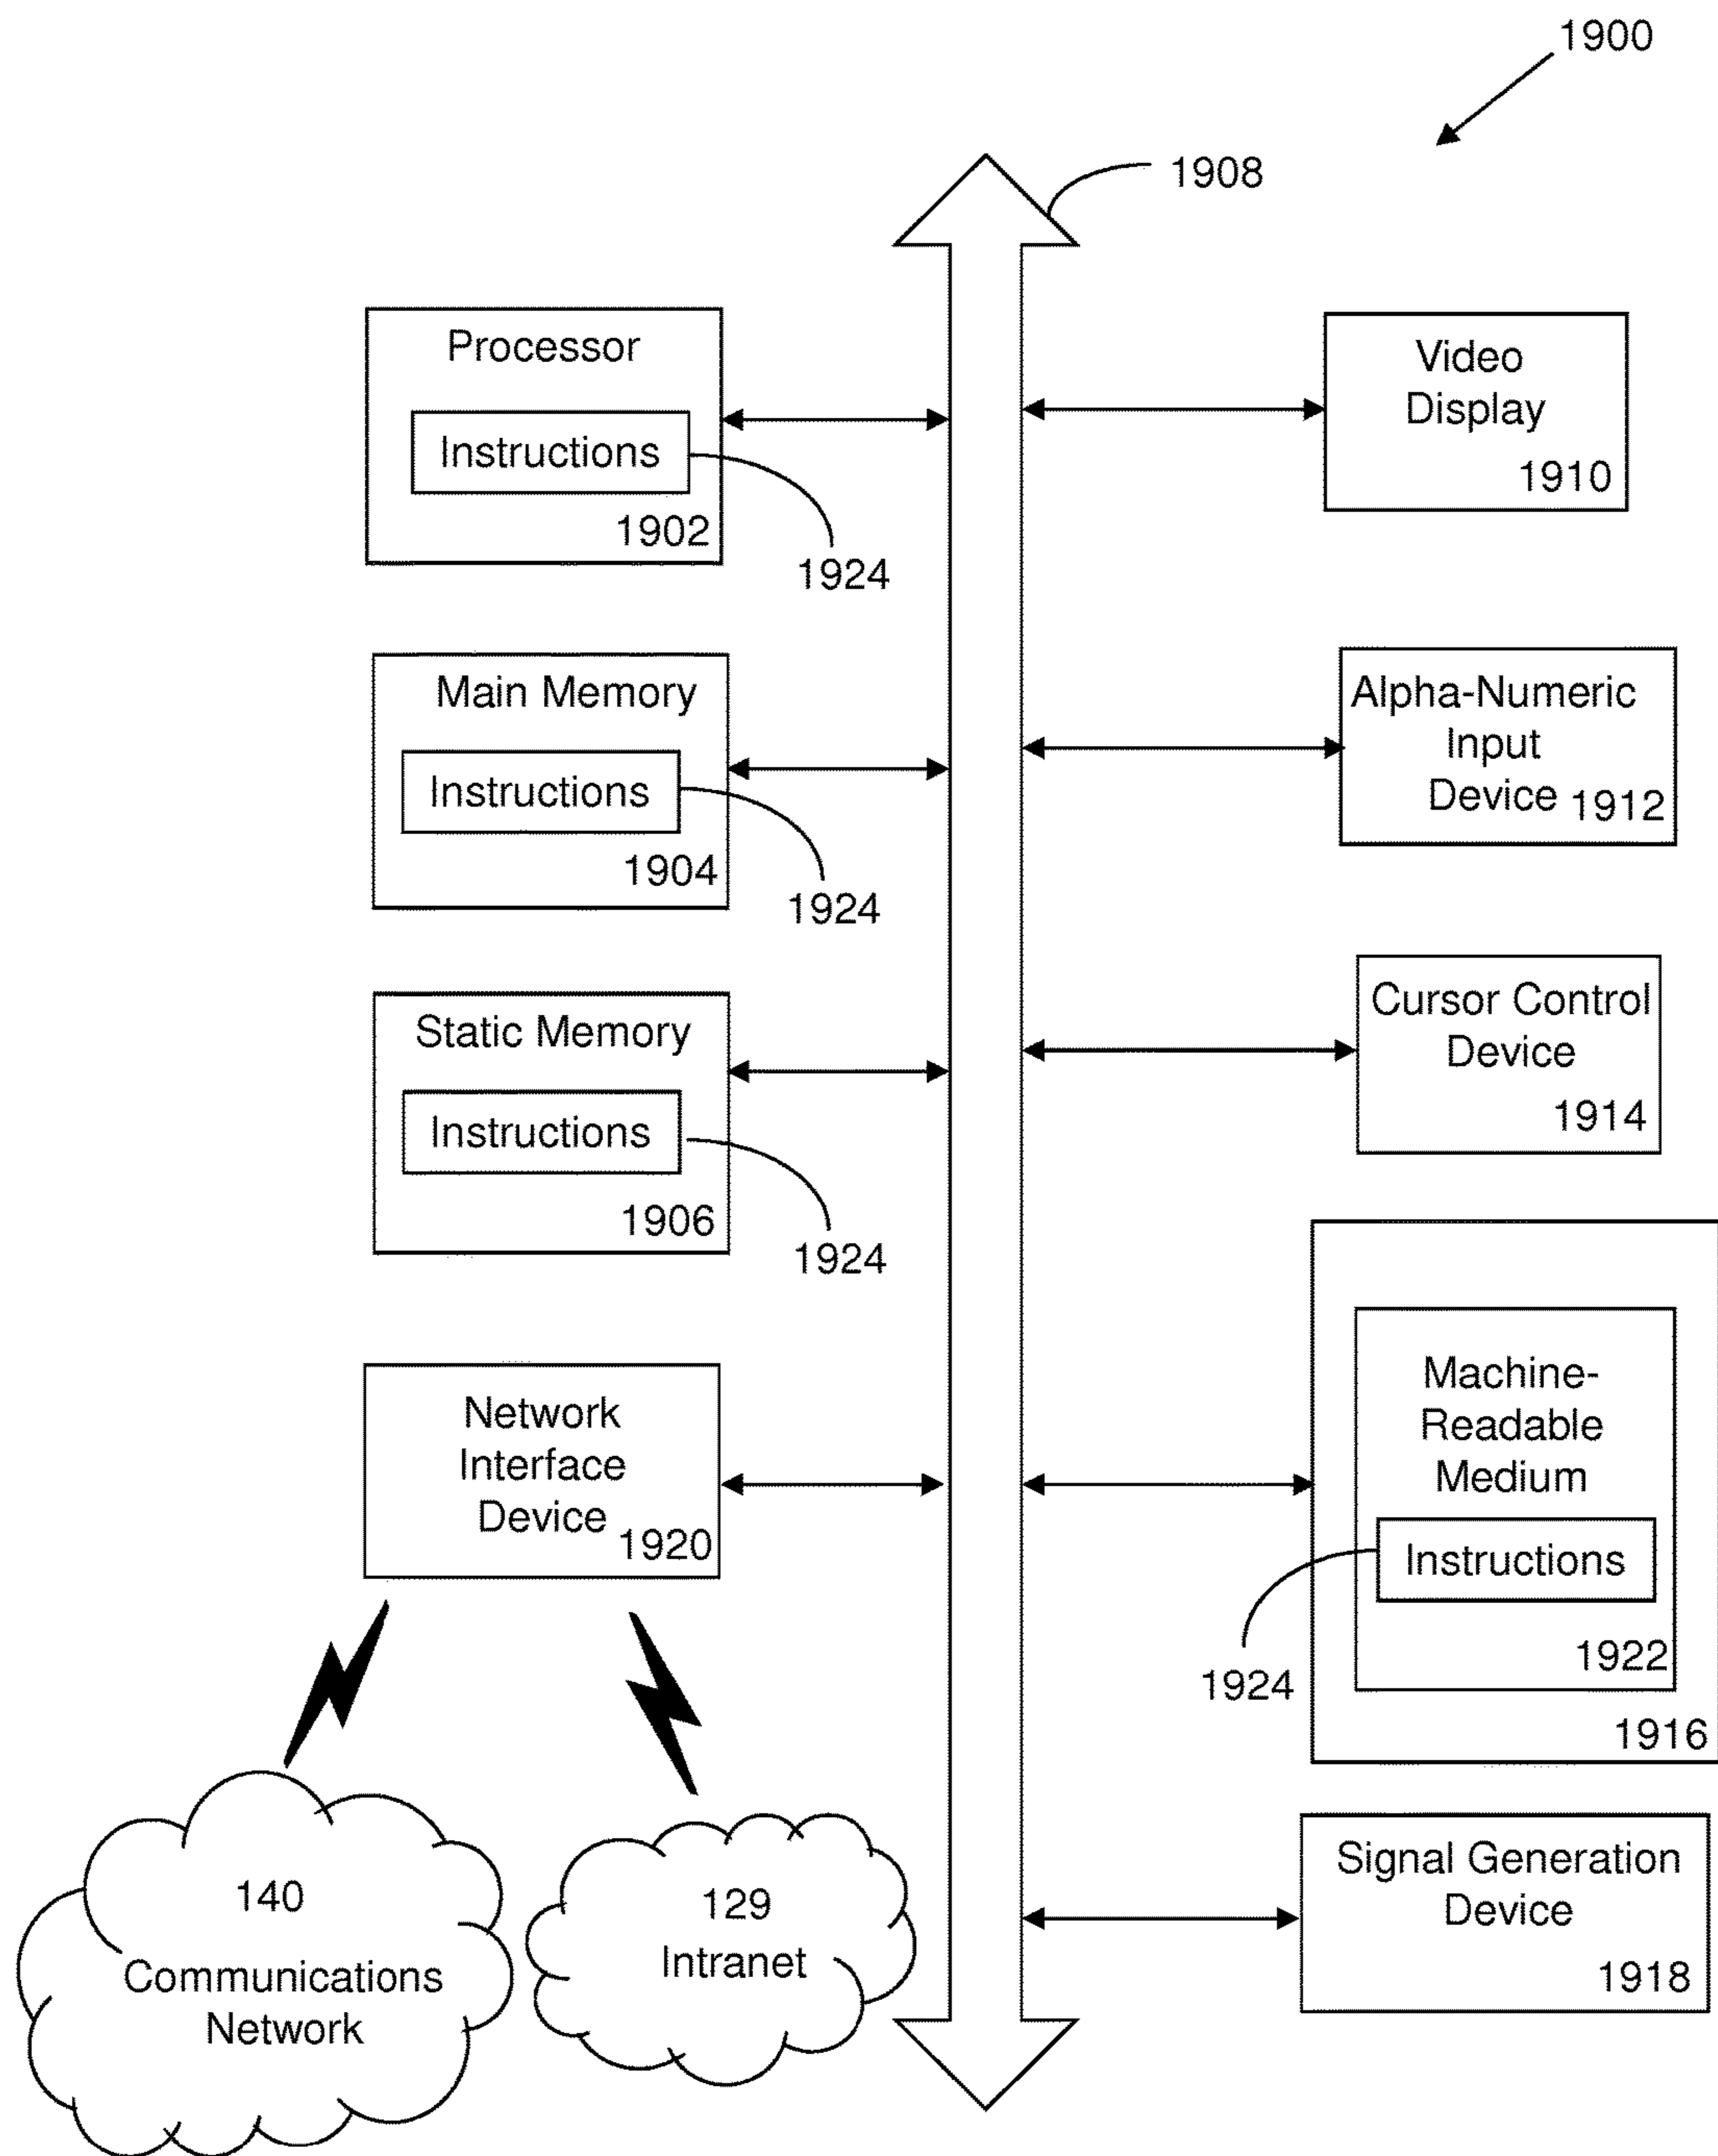 1900
1908
Processor
Instructions
1902
1924
Video
Display
1910
Main Memory
Instructions
1904
1924
Alpha-Numeric
Input
Device 1912
Static Memory
Instructions
1906
1924
Cursor Control
Device
1914
Network
Interface
Device 1920
Machine-
Readable
Medium
Instructions
1922
1924
1916
140
Communications
Network
129
Intranet
Signal Generation
Device
1918